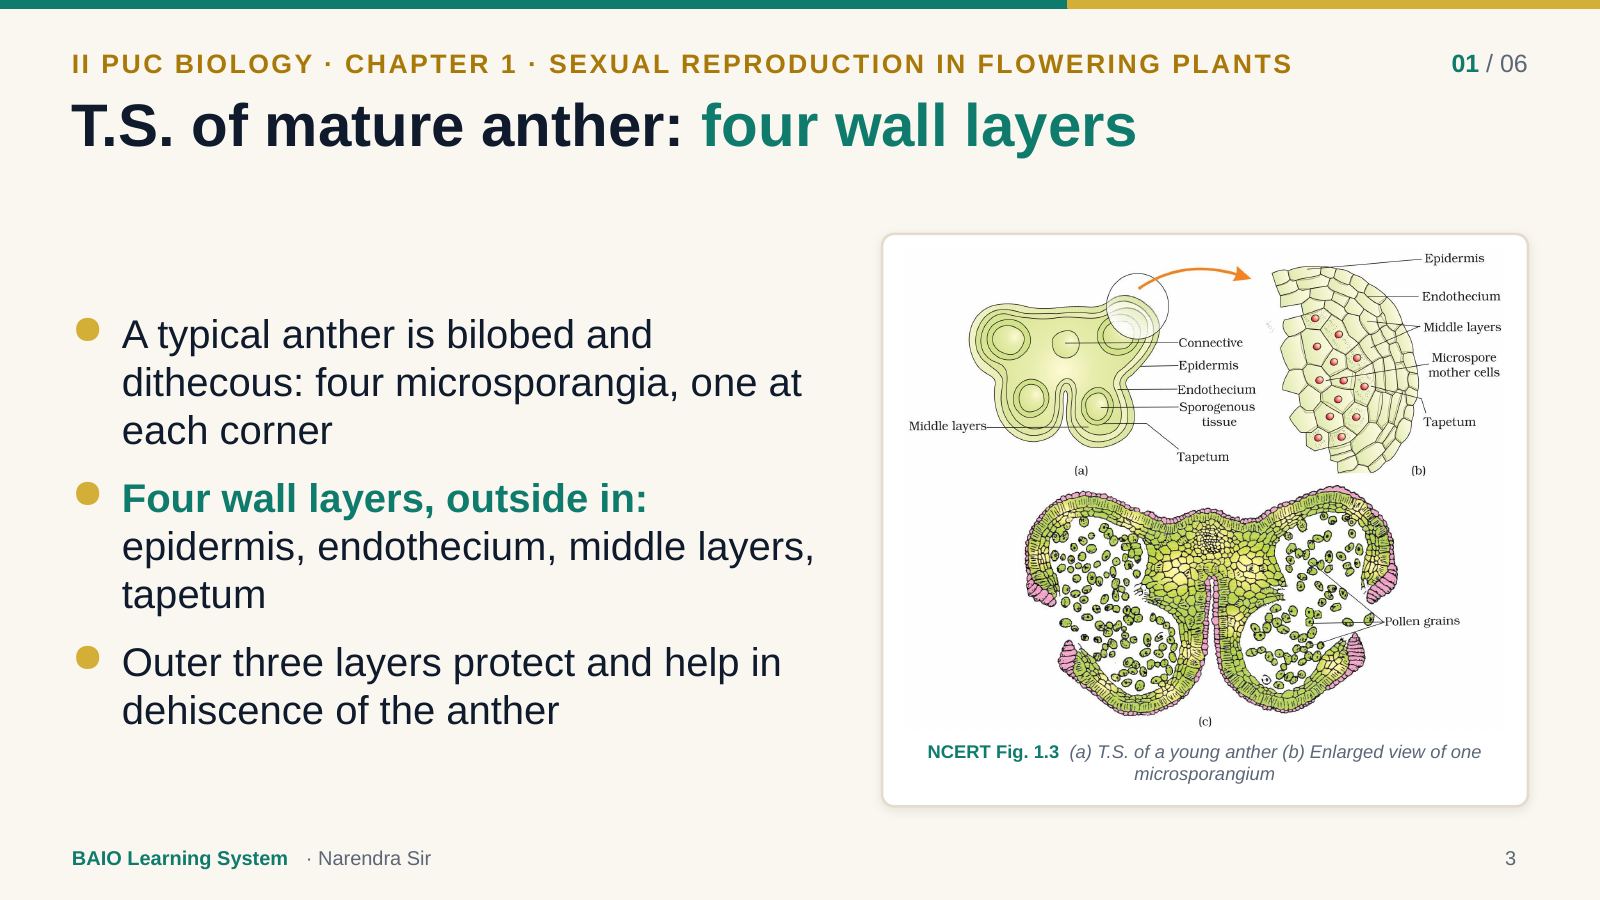 II PUC BIOLOGY · CHAPTER 1 · SEXUAL REPRODUCTION IN FLOWERING PLANTS
01 / 06
T.S. of mature anther: four wall layers
A typical anther is bilobed and
dithecous: four microsporangia, one at
each corner
Four wall layers, outside in:
epidermis, endothecium, middle layers,
tapetum
Outer three layers protect and help in
dehiscence of the anther
Connective
Epidermis
Endothecium
Sporogenous
tissue
Middle layers
Tapetum
(a)
Epidermis
Endothecium
Middle layers
Microspore
mother cells
Tapetum
(b)
Pollen grains
(c)
NCERT Fig. 1.3 (a) T.S. of a young anther (b) Enlarged view of one
microsporangium
BAIO Learning System · Narendra Sir
3